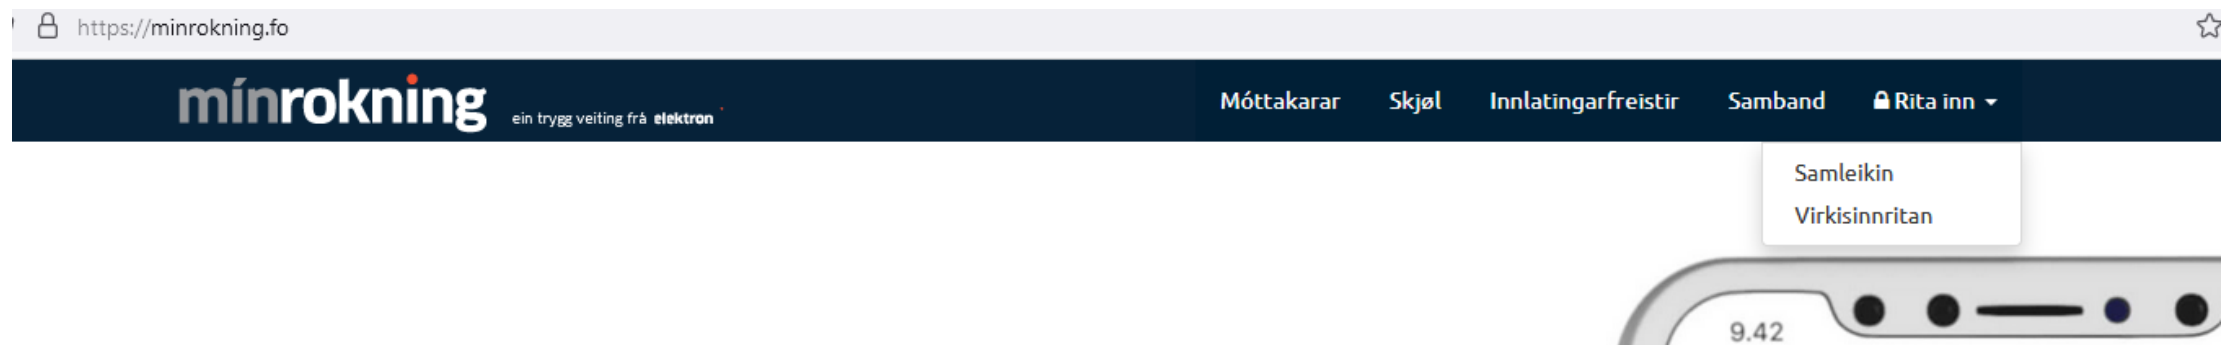 https://minrokning.fo
mínrokning ein trygg veiting frá elektron
Móttakarar Skjøl Innlatingarfreistir Samband Rita inn
Samleikin
Virkisinnritan
9.42